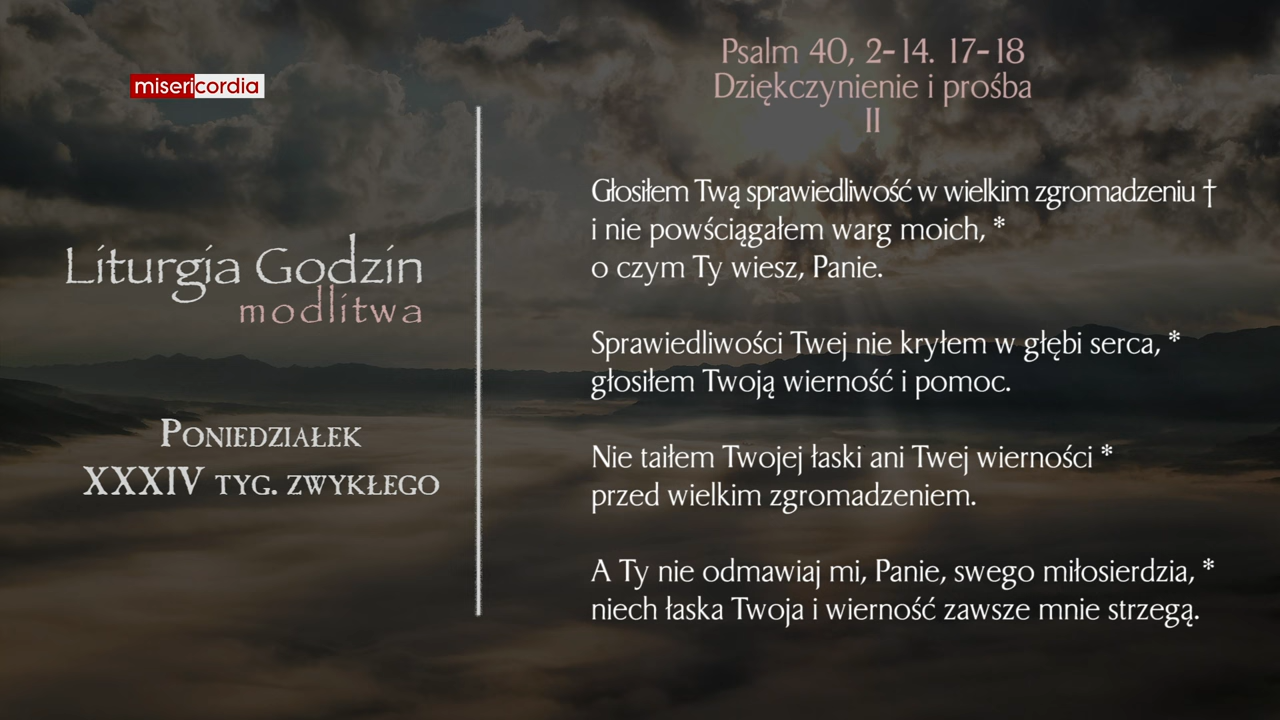 misericordia
Liturgia Godzin
modlitwa
Poniedziałek
XXXIV tyg. zwykłego
Psalm 40, 2-14. 17-18
Dziękczynienie i prośba
II
Głosiłem Twą sprawiedliwość w wielkim zgromadzeniu †
i nie powściągałem warg moich, *
o czym Ty wiesz, Panie.
Sprawiedliwości Twej nie kryłem w głębi serca, *
głosiłem Twoją wierność i pomoc.
Nie taiłem Twojej łaski ani Twej wierności *
przed wielkim zgromadzeniem.
A Ty nie odmawiaj mi, Panie, swego miłosierdzia, *
niech łaska Twoja i wierność zawsze mnie strzegą.